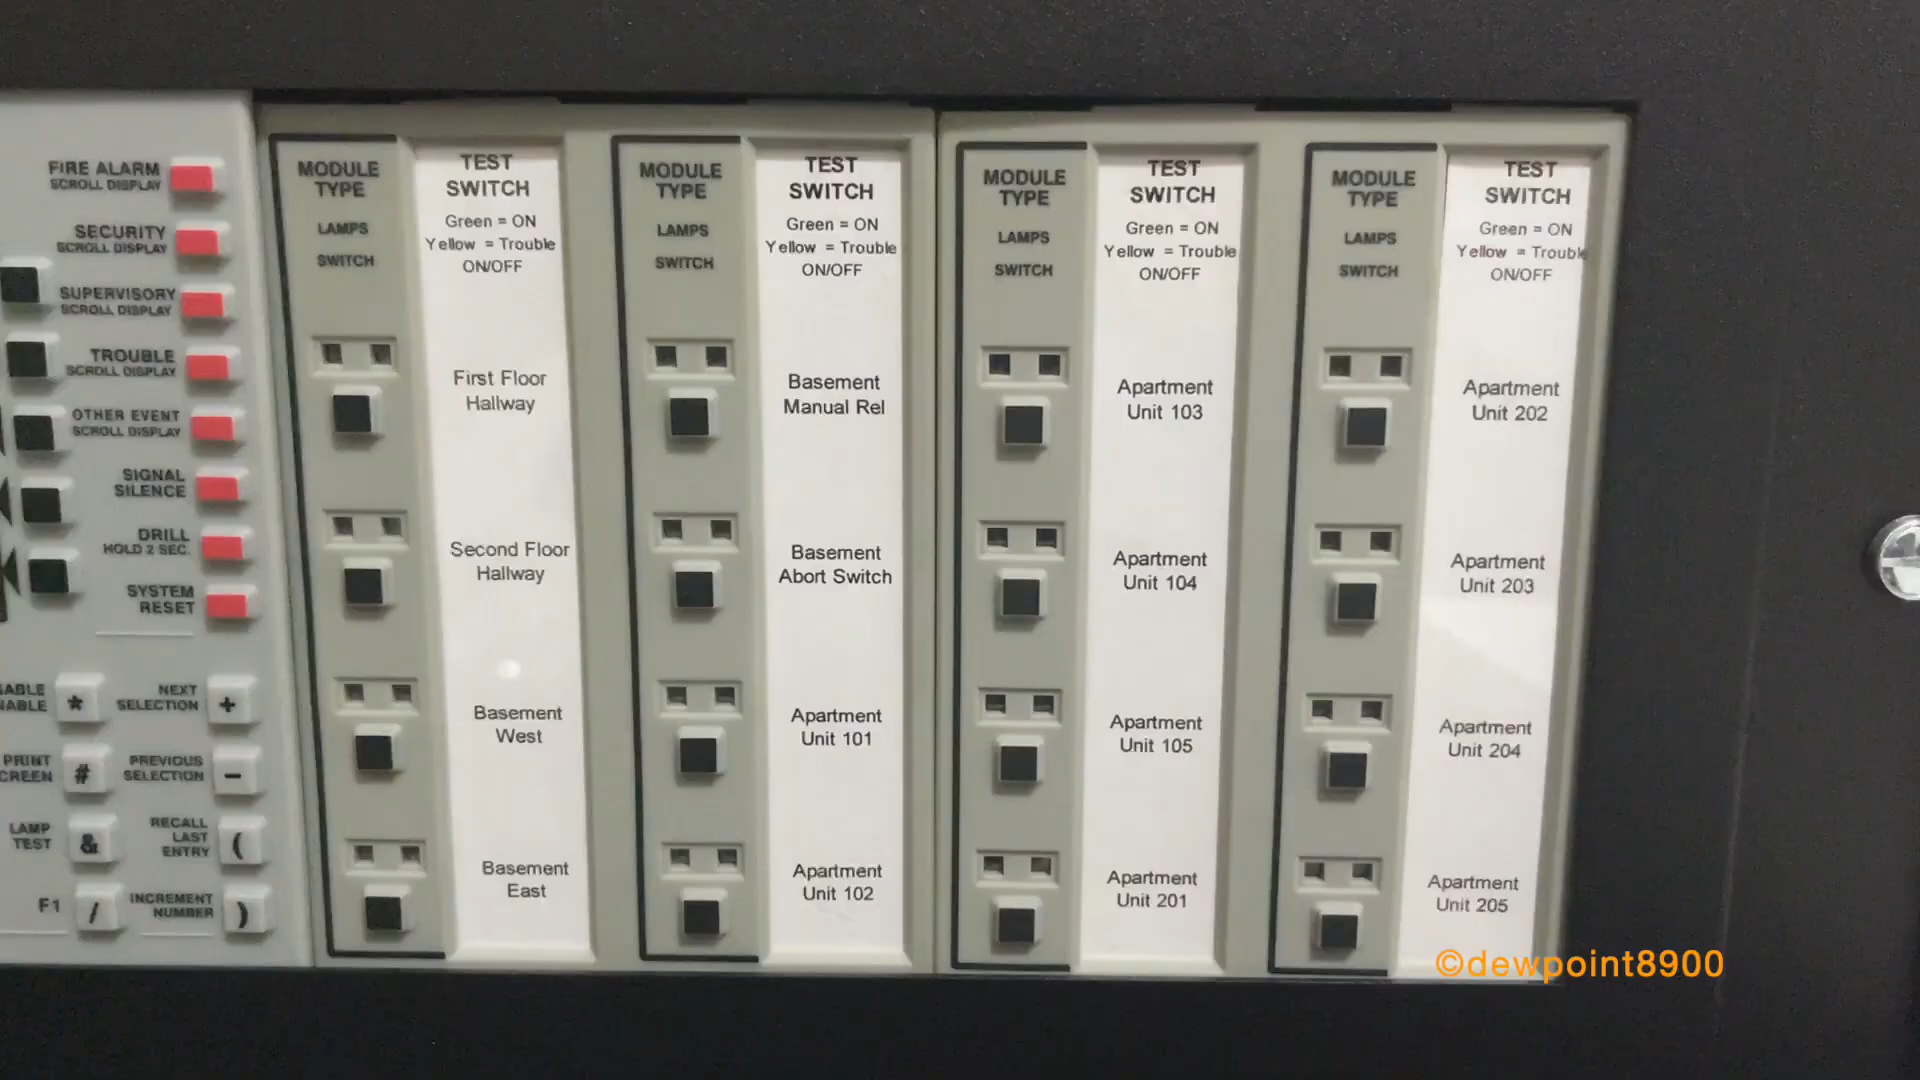 FIRE ALARM
SCROLL DISPLAY
SECURITY
SCROLL DISPLAY
SUPERVISORY
SCROLL DISPLAY
TROUBLE
SCROLL DISPLAY
OTHER EVENT
SCROLL DISPLAY
SIGNAL
SILENCE
DRILL
HOLD 2 SEC.
SYSTEM
RESET
*
NEXT
SELECTION
+
PRINT
#
PREVIOUS
SELECTION
-
LAMP
TEST
&
RECALL
LAST
ENTRY
(
F1
/
INCREMENT
NUMBER
)
MODULE
TYPE
LAMPS
SWITCH
TEST
SWITCH
Green = ON
Yellow = Trouble
ON/OFF
First Floor
Hallway
Second Floor
Hallway
Basement
West
Basement
East
MODULE
TYPE
LAMPS
SWITCH
TEST
SWITCH
Green = ON
Yellow = Trouble
ON/OFF
Basement
Manual Rel
Basement
Abort Switch
Apartment
Unit 101
Apartment
Unit 102
MODULE
TYPE
LAMPS
SWITCH
TEST
SWITCH
Green = ON
Yellow = Trouble
ON/OFF
Apartment
Unit 103
Apartment
Unit 104
Apartment
Unit 105
Apartment
Unit 201
MODULE
TYPE
LAMPS
SWITCH
TEST
SWITCH
Green = ON
Yellow = Trouble
ON/OFF
Apartment
Unit 202
Apartment
Unit 203
Apartment
Unit 204
Apartment
Unit 205
©dewpoint8900